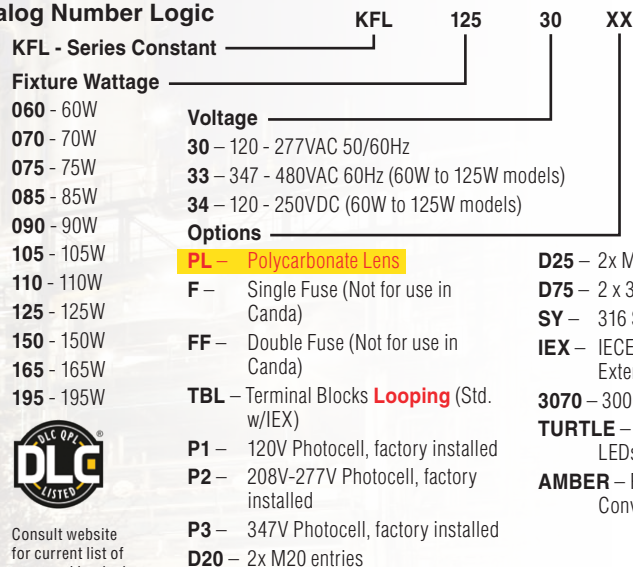 alog Number Logic
KFL 125 30 XX
KFL - Series Constant
Fixture Wattage
060 - 60W
070 - 70W
075 - 75W
085 - 85W
090 - 90W
105 - 105W
110 - 110W
125 - 125W
150 - 150W
165 - 165W
195 - 195W
DLC QPL
DLC®
LISTED
Consult website
for current list of
Voltage
30 – 120 - 277VAC 50/60Hz
33 – 347 - 480VAC 60Hz (60W to 125W models)
34 – 120 - 250VDC (60W to 125W models)
Options
PL – Polycarbonate Lens
F – Single Fuse (Not for use in
Canda)
FF – Double Fuse (Not for use in
Canda)
TBL – Terminal Blocks Looping (Std.
w/IEX)
P1 – 120V Photocell, factory installed
P2 – 208V-277V Photocell, factory
installed
P3 – 347V Photocell, factory installed
D20 – 2x M20 entries
D25 – 2x M
D75 – 2 x 3
SY – 316
IEX – IECE
Exter
3070 – 300
TURTLE –
LEDs
AMBER –
Conv